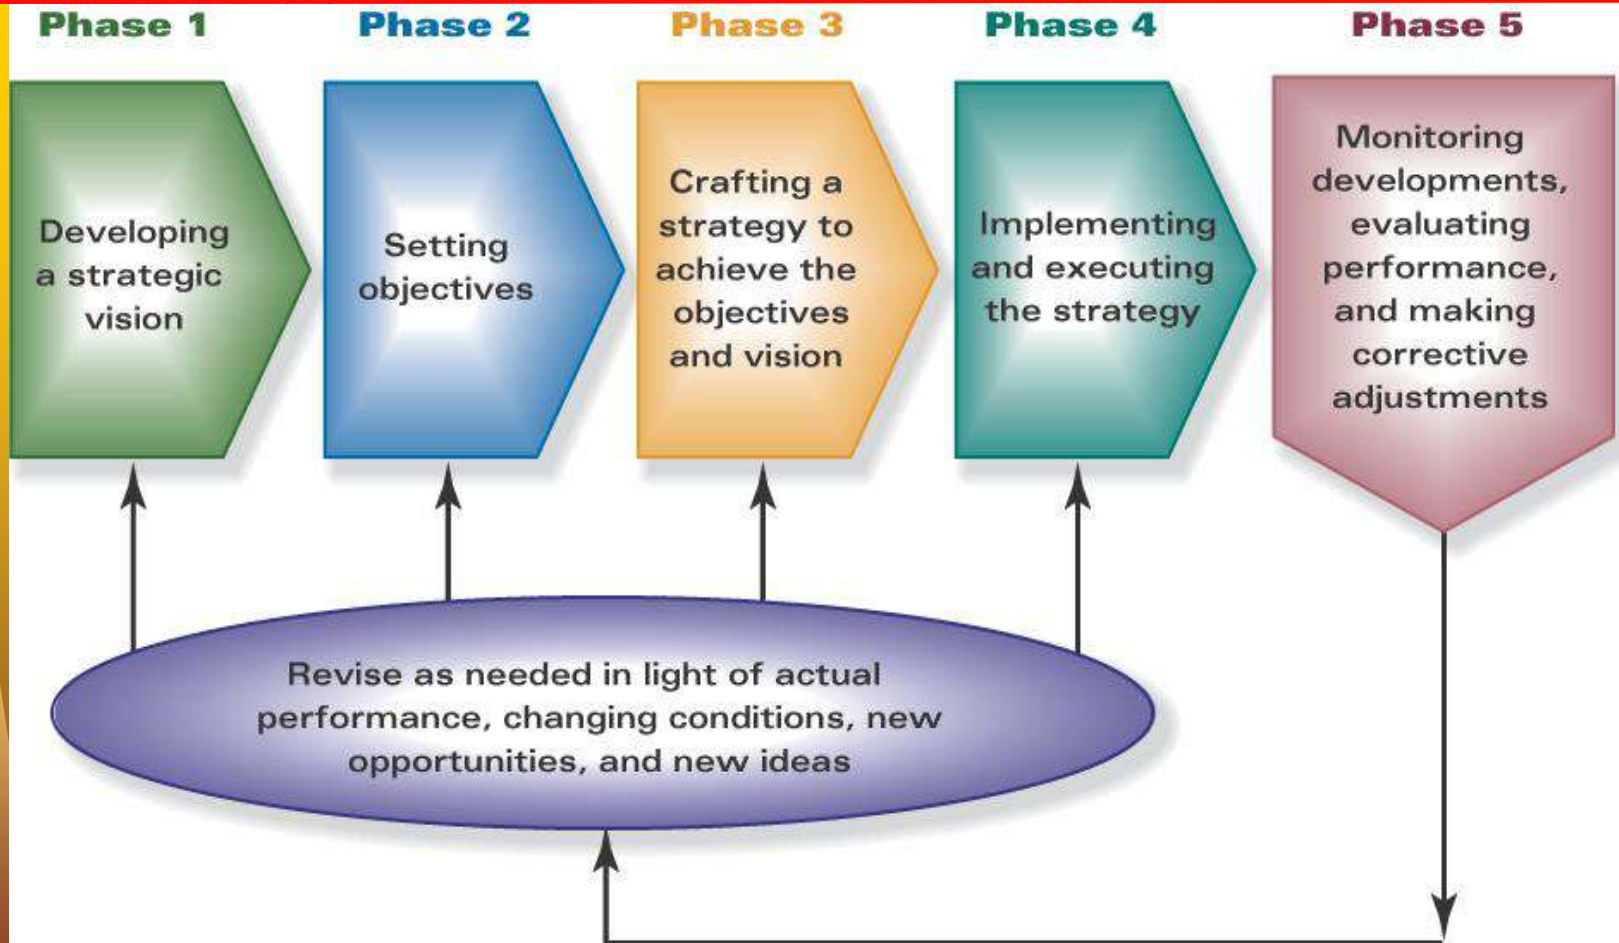 Phase 1
Phase 2
Phase 3
Phase 4
Phase 5
Developing
a strategic
vision
Setting
objectives
Crafting a
strategy to
achieve the
objectives
and vision
Implementing
and executing
the strategy
Monitoring
developments,
evaluating
performance,
and making
corrective
adjustments
Revise as needed in light of actual
performance, changing conditions, new
opportunities, and new ideas